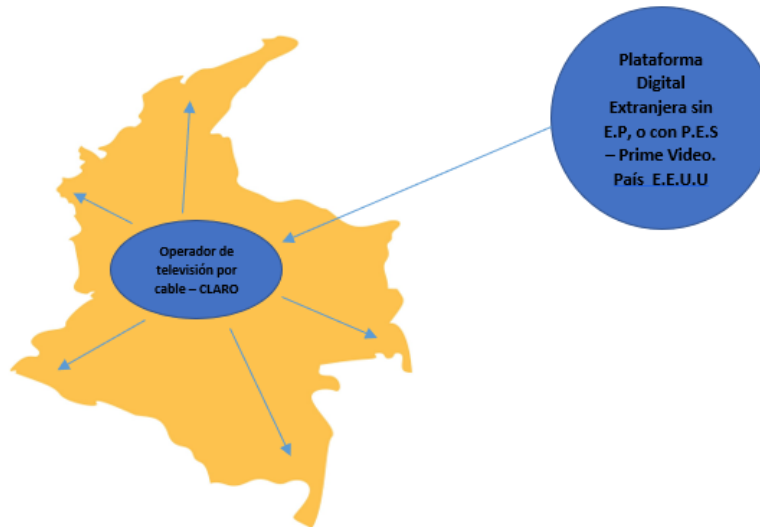 Plataforma
Digital
Extranjera sin
E.P, o con P.E.S
– Prime Video.
País E.E.U.U
Operador de
televisión por
cable – CLARO